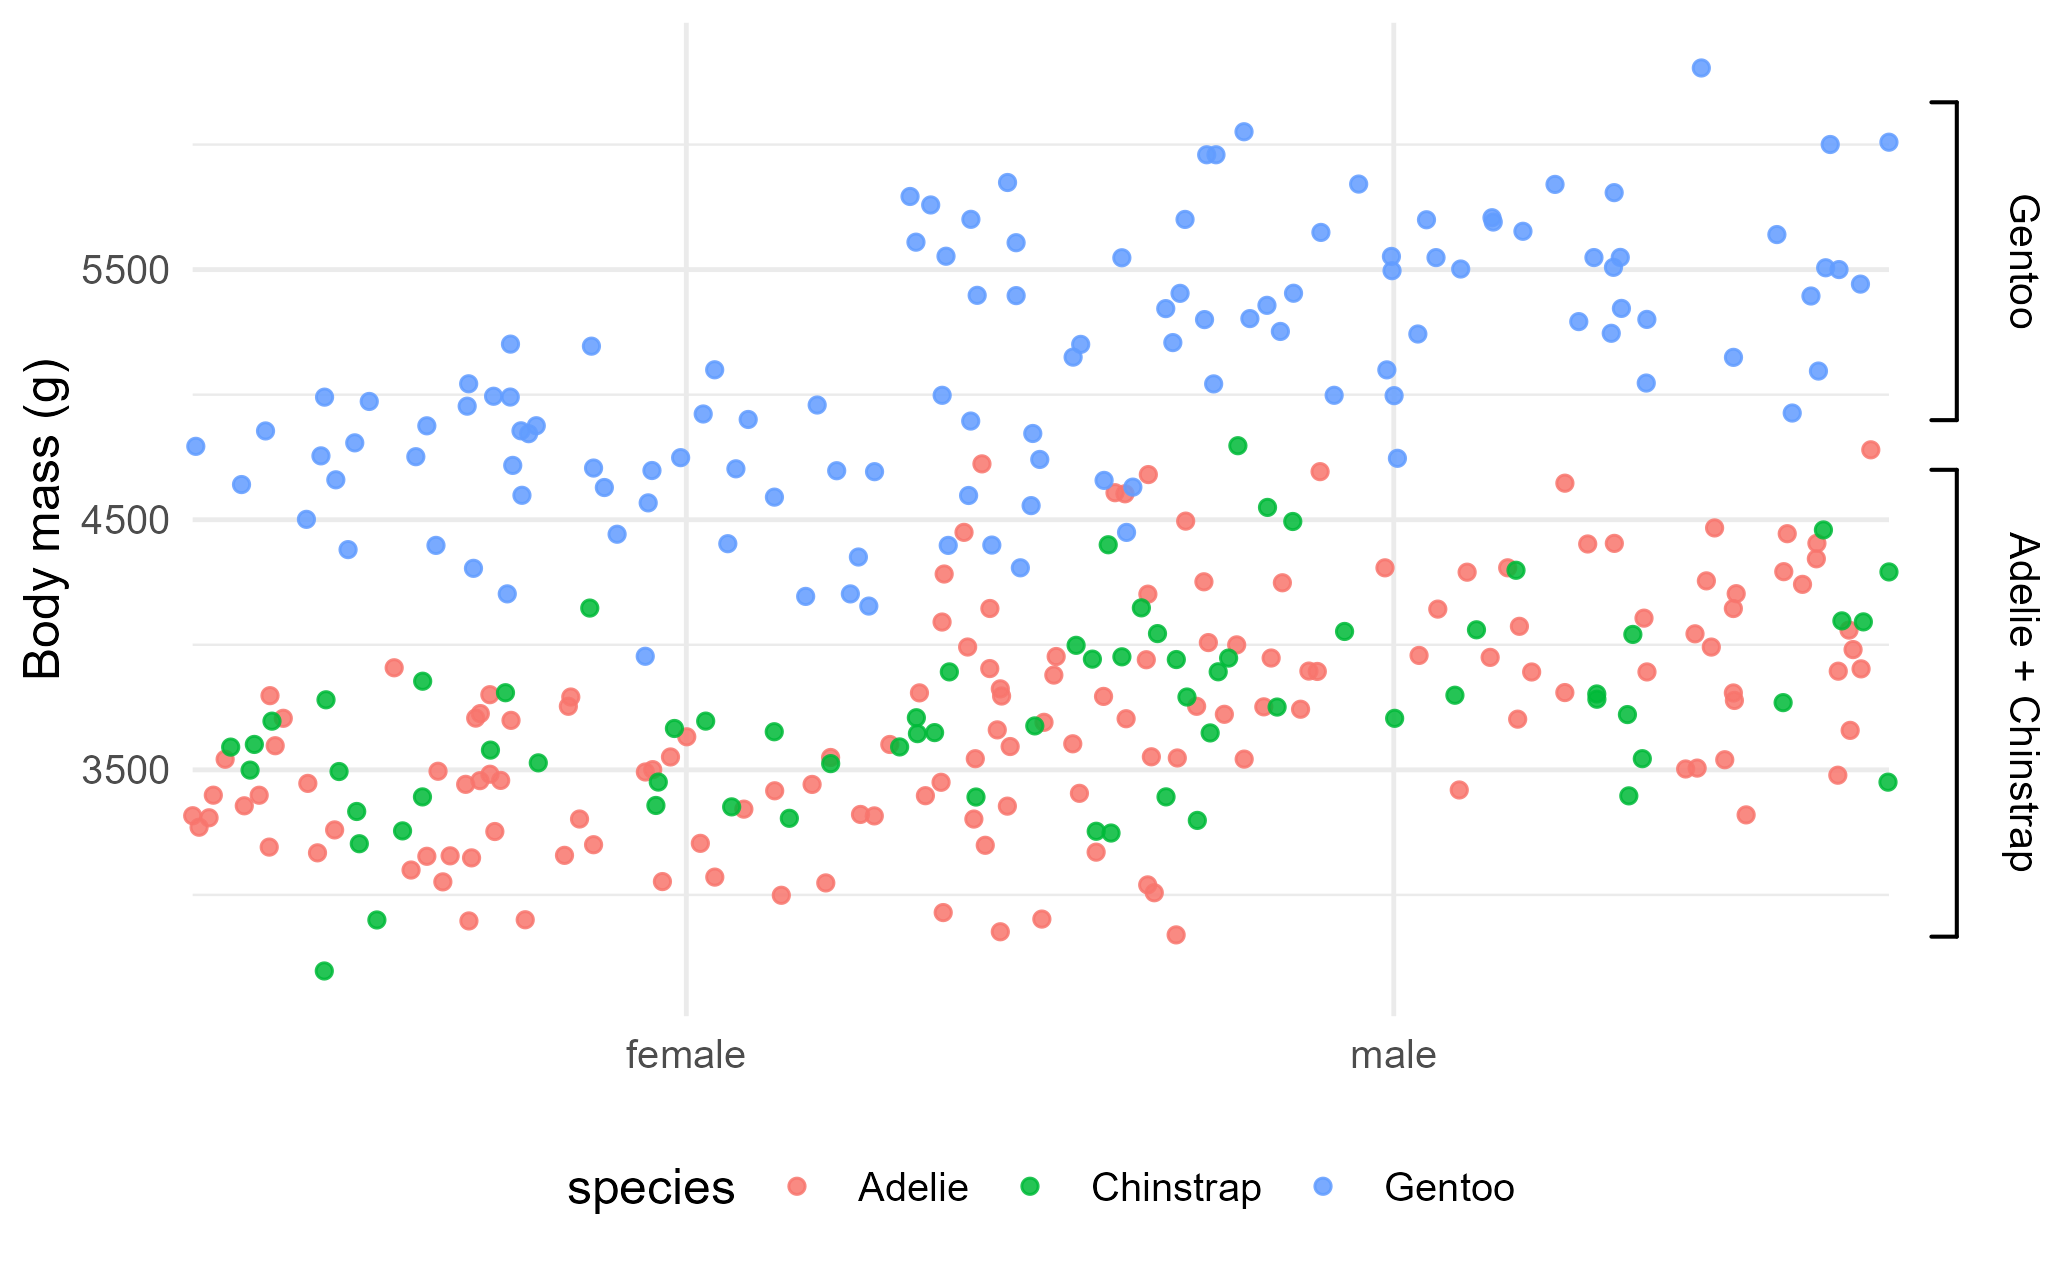 Body mass (g)
5500
4500
3500
female
male
Gentoo
Adelie + Chinstrap
species
Adelie
Chinstrap
Gentoo